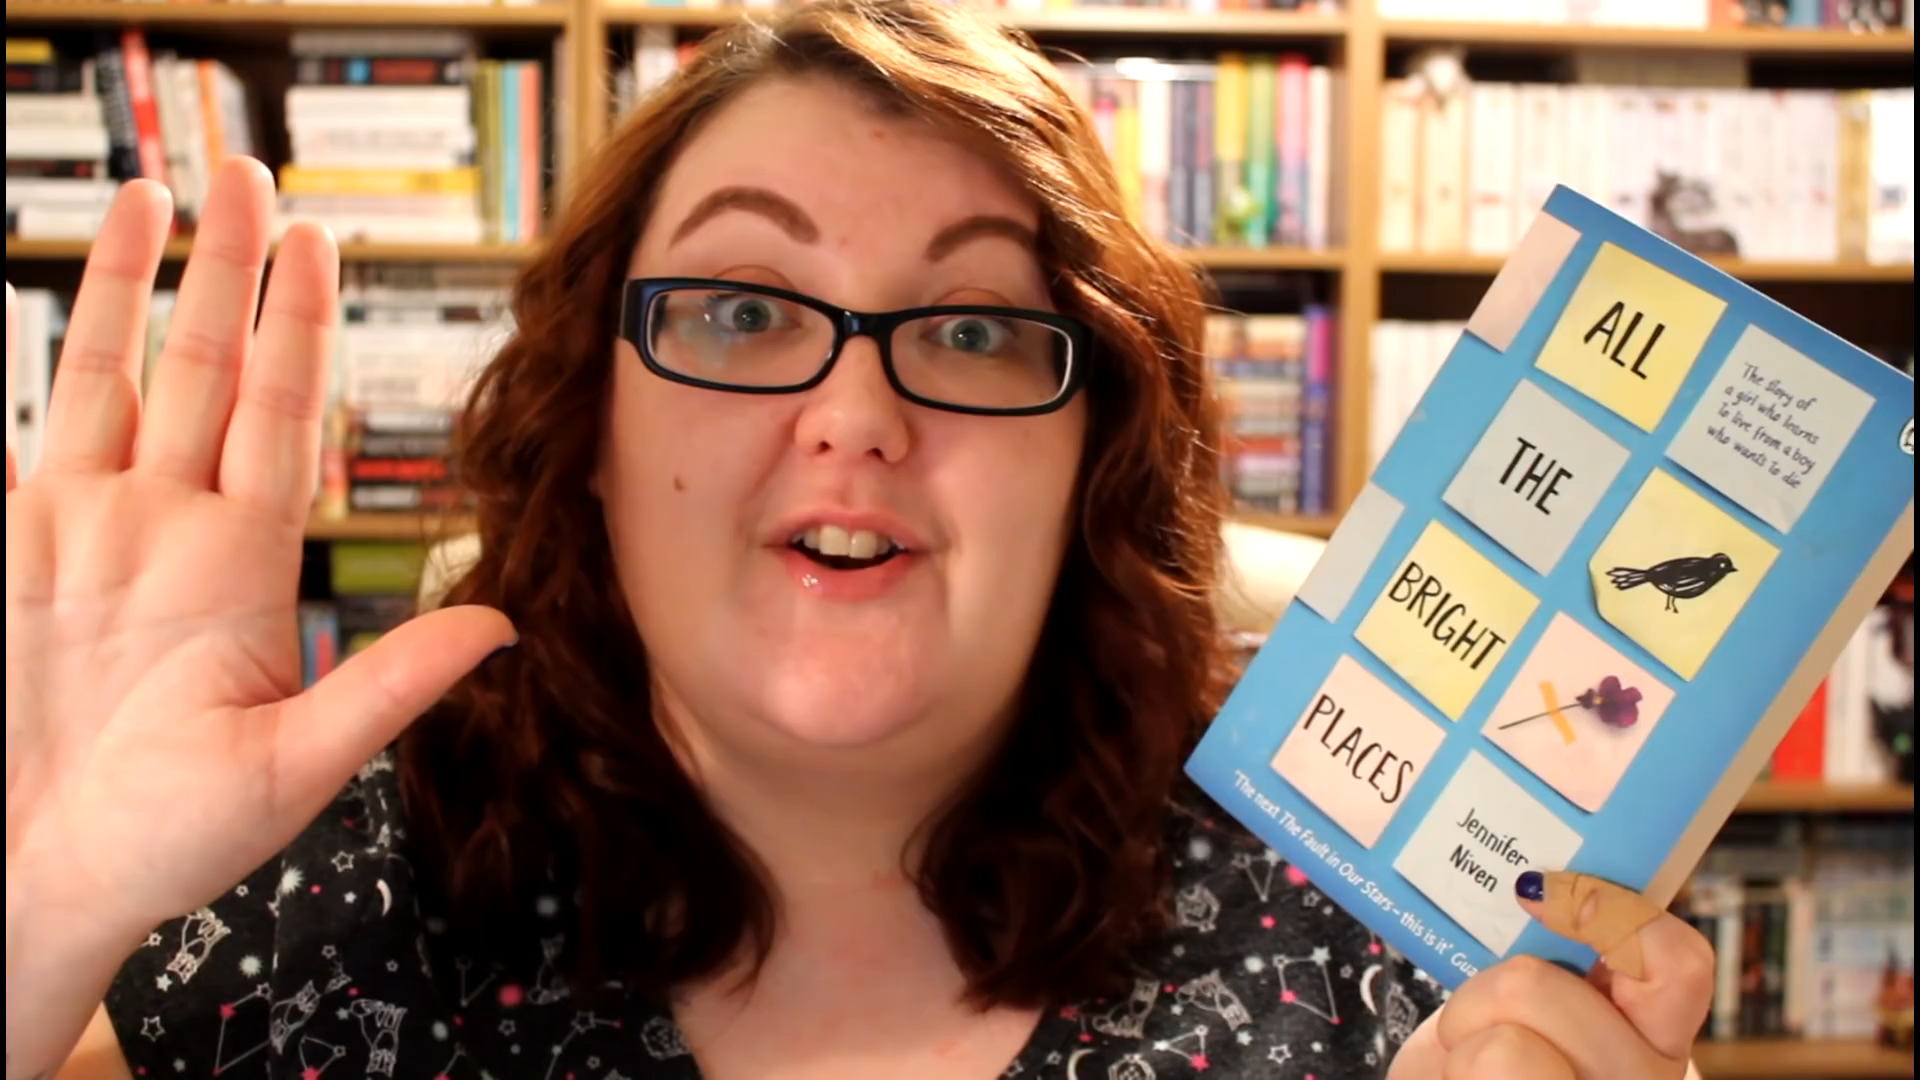 ALL
THE
BRIGHT
PLACES
The story of
a girl who learns
to live from a boy
who wants to die
Jennifer
Niven
'The next The Fault in Our Stars – this is it'